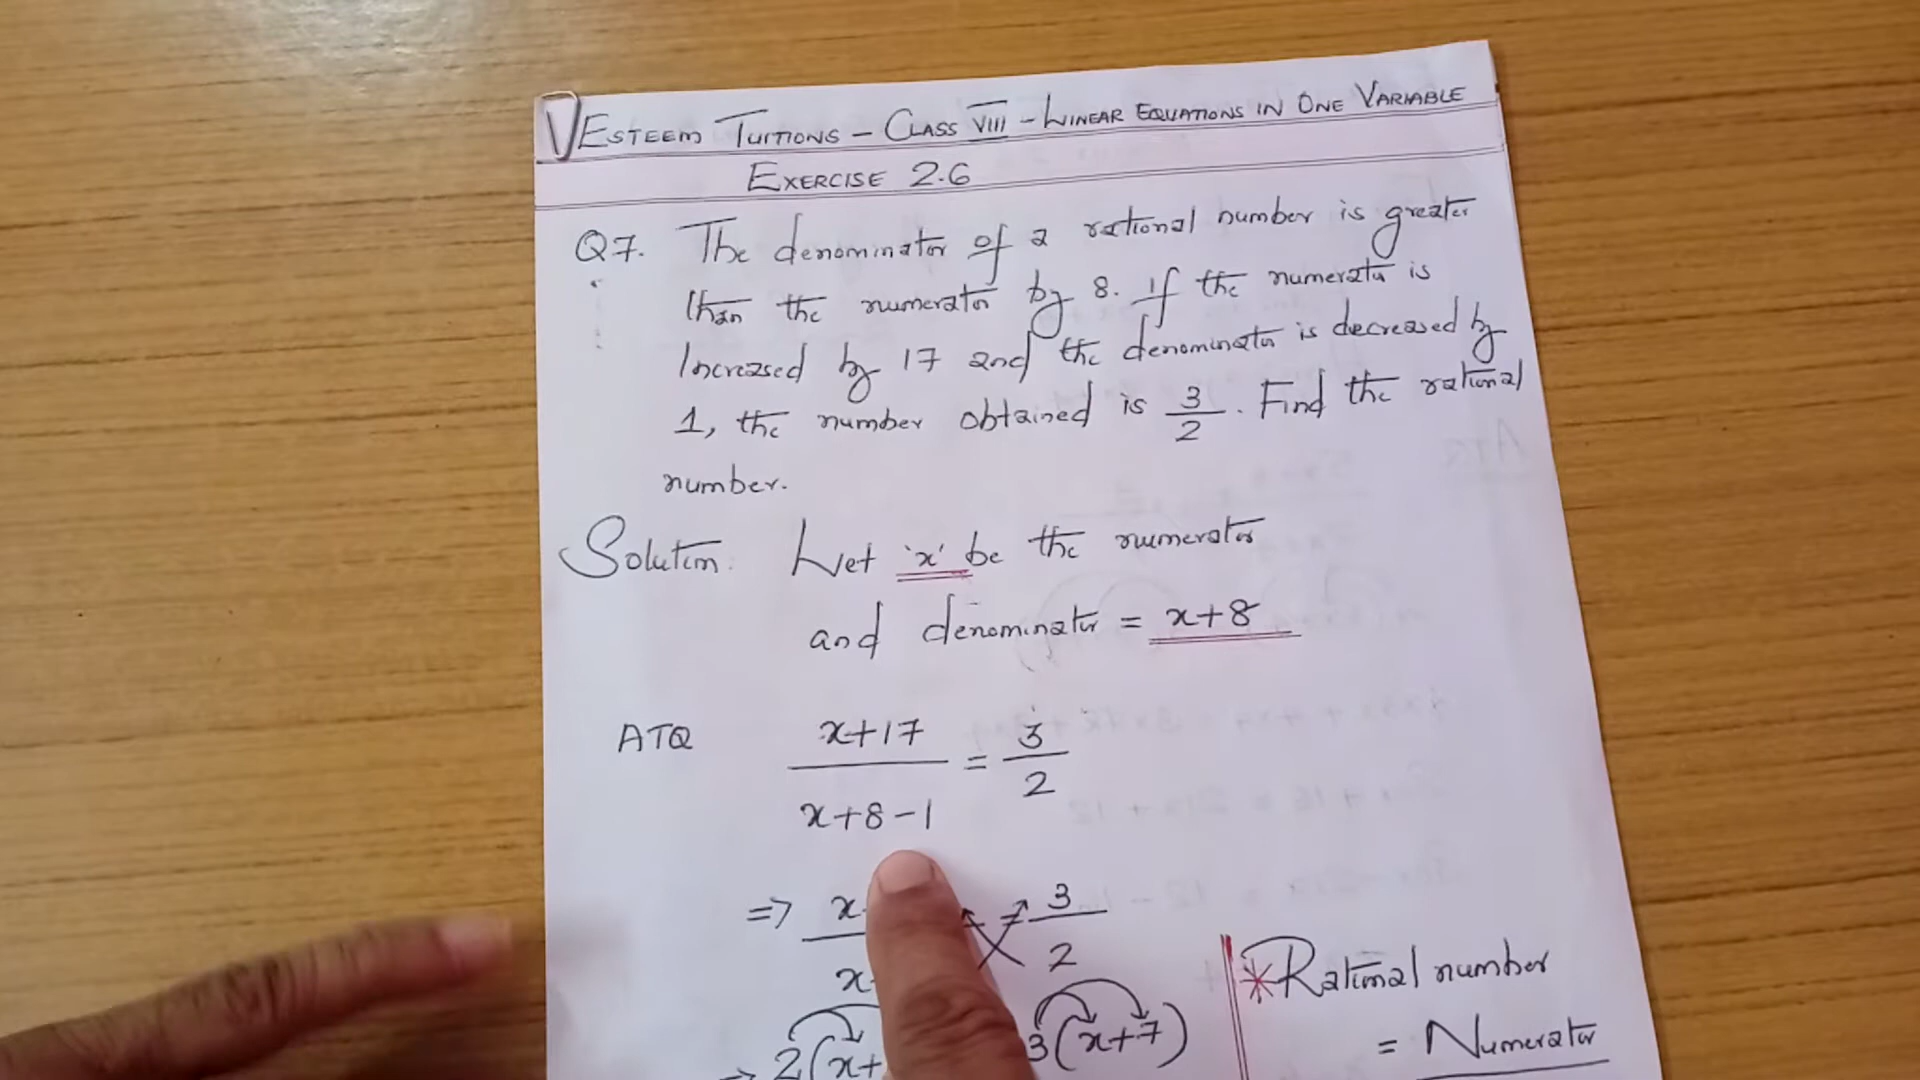 VESTEEM TUITIONS - CLASS VIII - LINEAR EQUATIONS IN ONE VARIABLE
EXERCISE 2.6
Q7. The denominator of a rational number is greater
than the numerator by 8. If the numerator is
Increased by 17 and the denominator is decreased by
1, the number obtained is 3/2. Find the rational
number.
Solution: Let 'x' be the numerator
and denominator = x+8
ATQ x+17/x+8-1 = 3/2
=> x = 3/2
2(x+ 3(x+7)
*Rational number
= Numerator